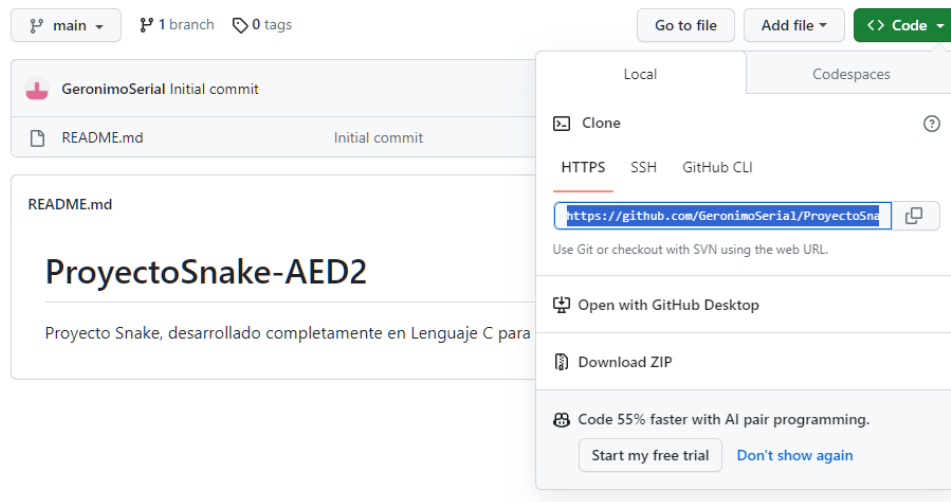 main
1 branch
0 tags
Go to file
Add file
Code
GeronimoSerial Initial commit
README.md
Initial commit
README.md
ProyectoSnake-AED2
Proyecto Snake, desarrollado completamente en Lenguaje C para
Local
Codespaces
Clone
HTTPS
SSH
GitHub CLI
https://github.com/GeronimoSerial/ProyectoSna
Use Git or checkout with SVN using the web URL.
Open with GitHub Desktop
Download ZIP
Code 55% faster with AI pair programming.
Start my free trial
Don't show again